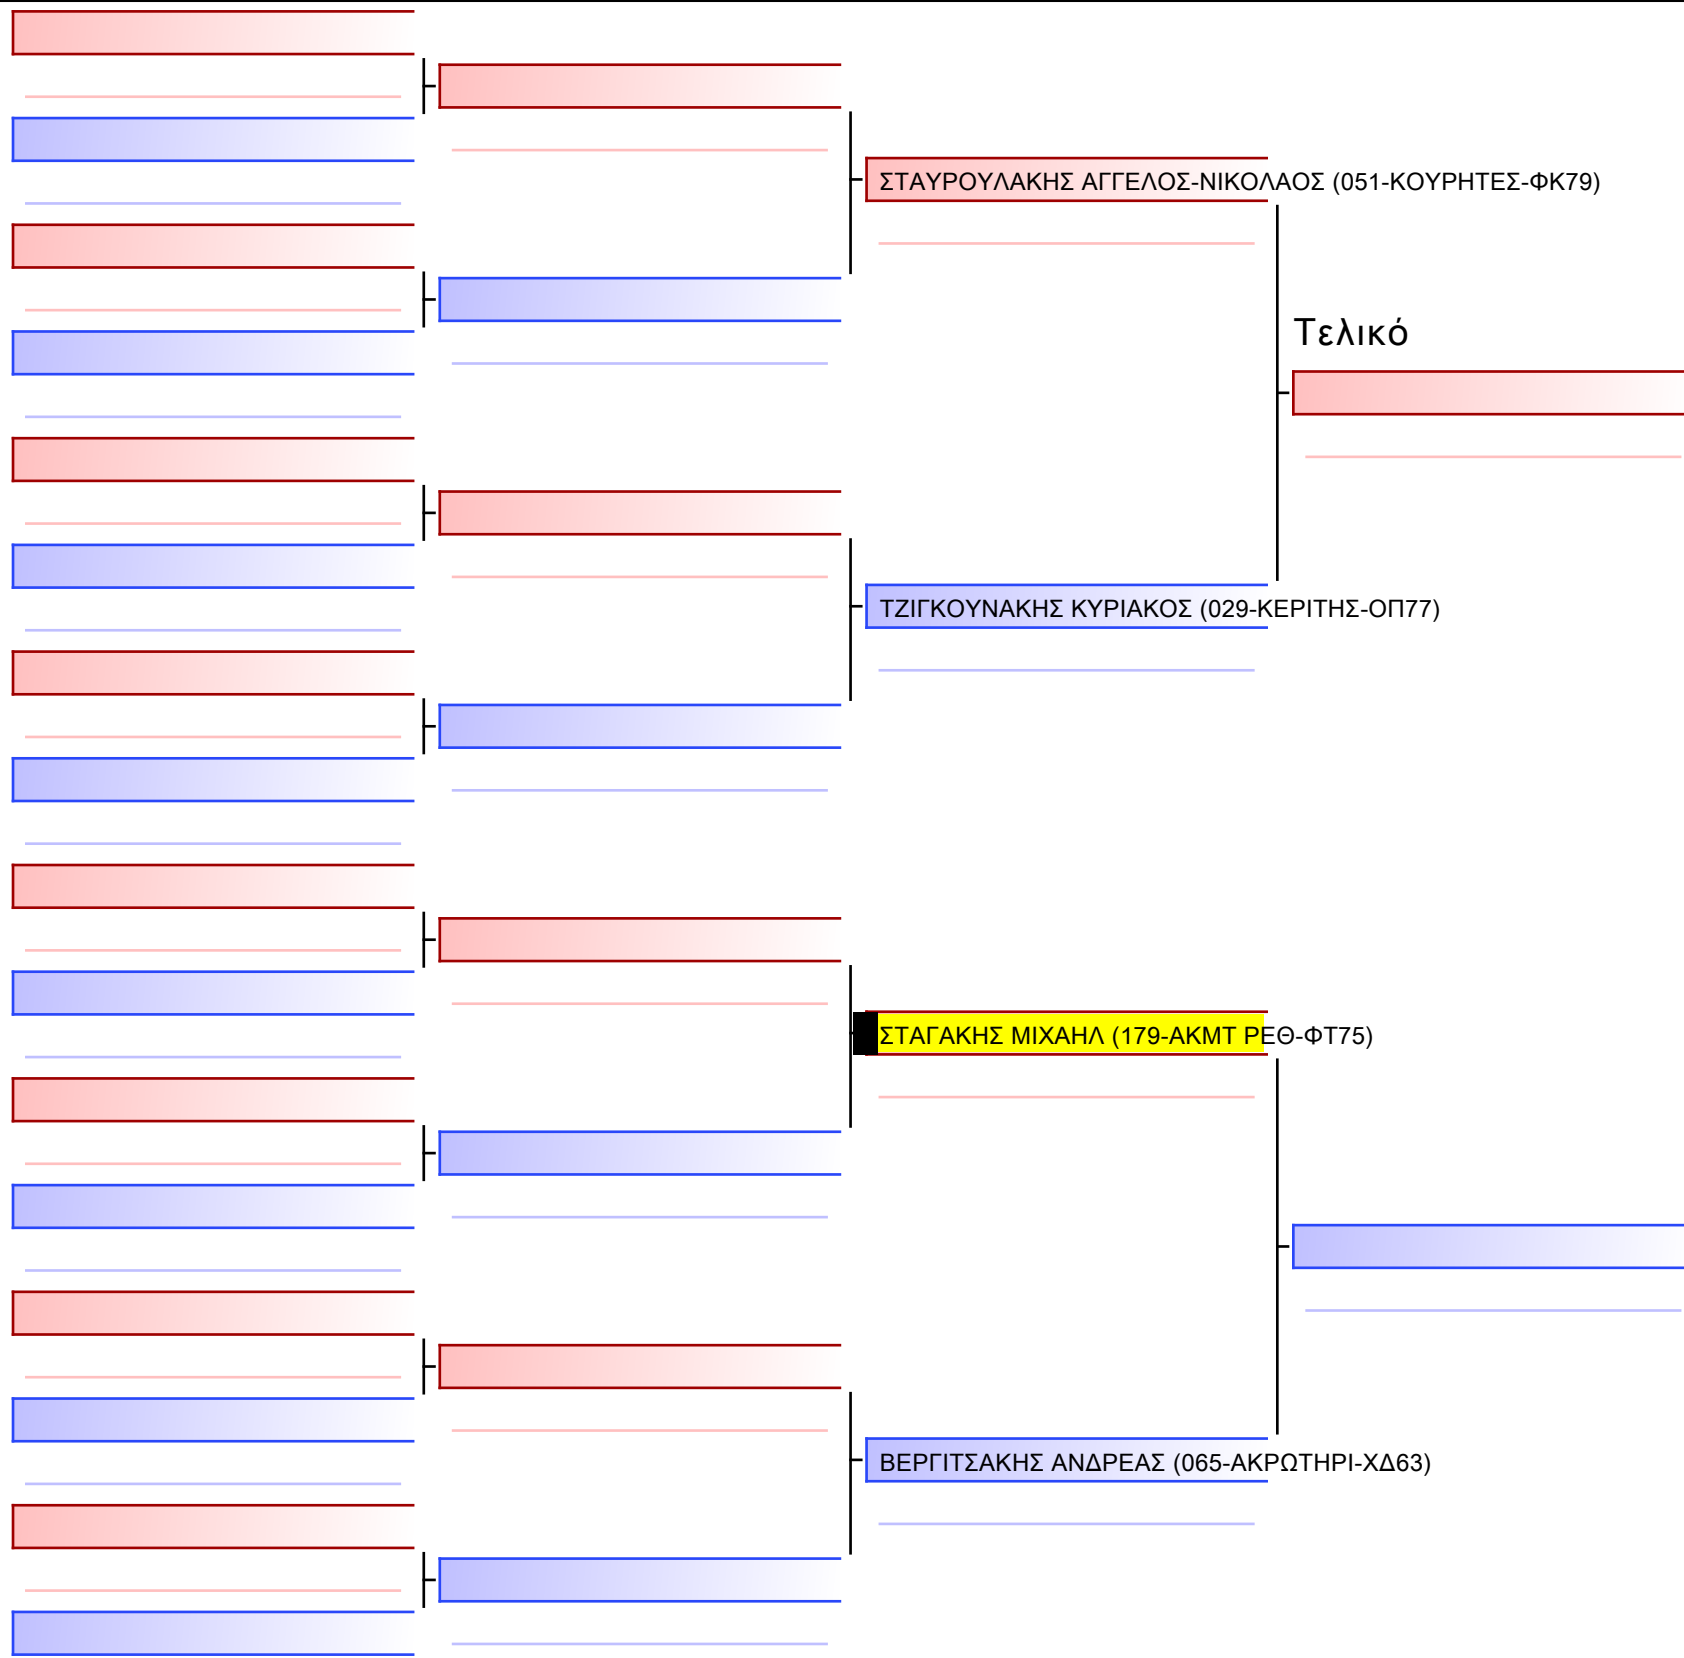 ΣΤΑΥΡΟΥΛΑΚΗΣ ΑΓΓΕΛΟΣ-ΝΙΚΟΛΑΟΣ (051-ΚΟΥΡΗΤΕΣ-ΦΚ79)
Τελικό
ΤΖΙΓΚΟΥΝΑΚΗΣ ΚΥΡΙΑΚΟΣ (029-ΚΕΡΙΤΗΣ-ΟΠ77)
ΣΤΑΓΑΚΗΣ ΜΙΧΑΗΛ (179-ΑΚΜΤ ΡΕΘ-ΦΤ75)
ΒΕΡΓΙΤΣΑΚΗΣ ΑΝΔΡΕΑΣ (065-ΑΚΡΩΤΗΡΙ-ΧΔ63)